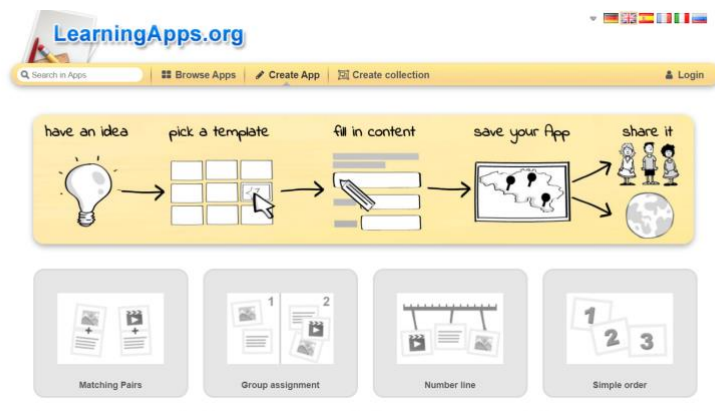 LearningApps.org
Search in Apps
Browse Apps
Create App
Create collection
Login
have an idea
pick a template
fill in content
save your App
share it
1 2
1 2 3
Matching Pairs
Group assignment
Number line
Simple order